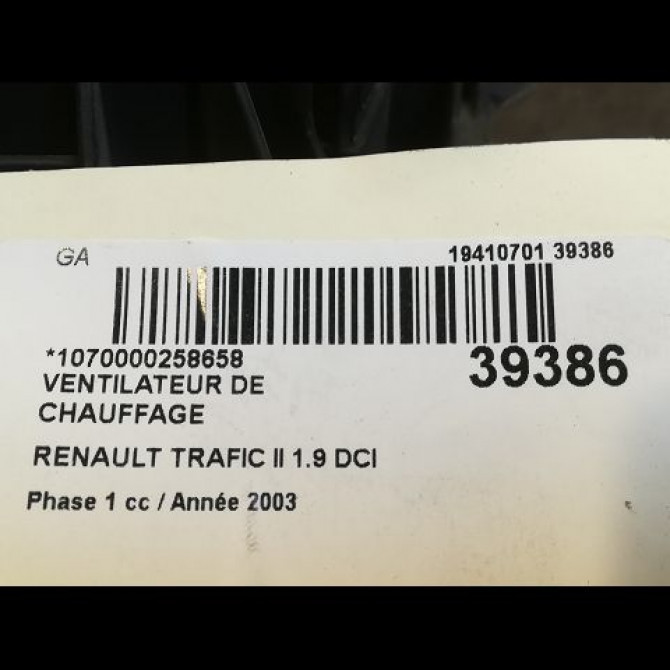 GA
19410701 39386
*1070000258658
39386
VENTILATEUR DE
CHAUFFAGE
RENAULT TRAFIC II 1.9 DCI
Phase 1 cc / Année 2003